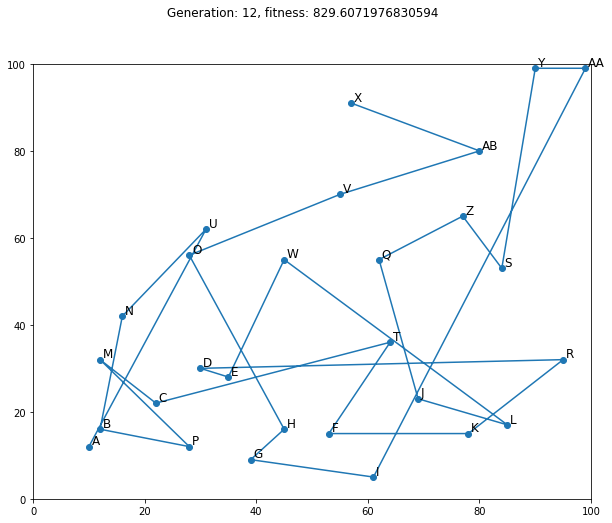 Generation: 12, fitness: 829.6071976830594
100
Y
AA
X
80
AB
V
Z
U
60
O
W
Q
S
N
40
T
M
D
R
E
C
J
20
B
H
F
K
L
A
P
G
I
0
0
20
40
60
80
100